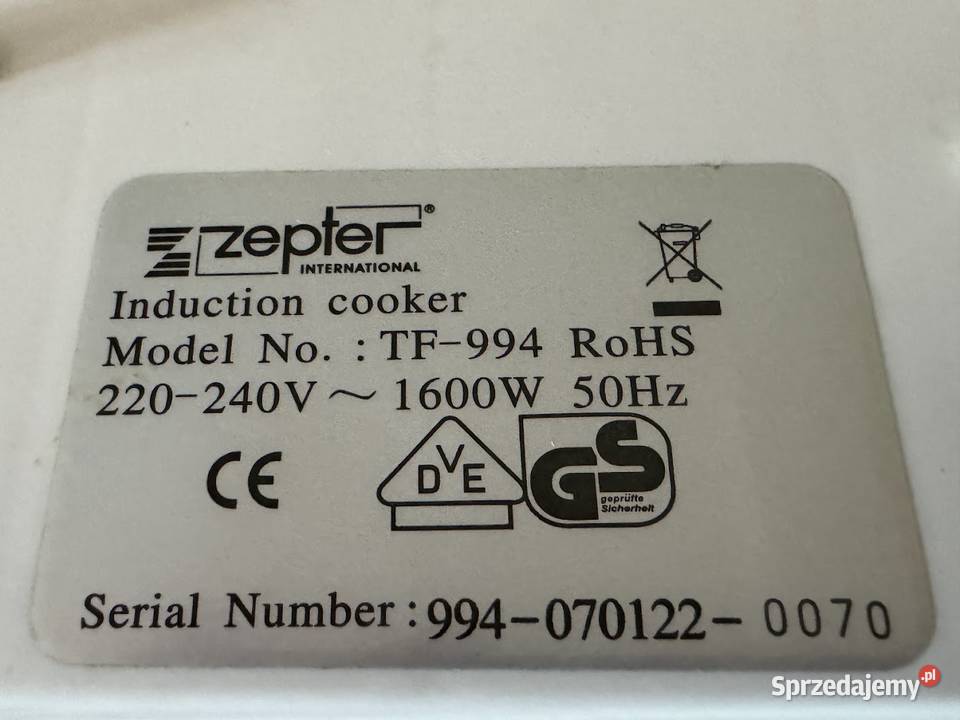 zepter®
INTERNATIONAL
Induction cooker
Model No. : TF-994 RoHS
220-240V ~ 1600W 50Hz
CE
DVE
GS
geprüfte
Sicherheit
Serial Number : 994-070122-0070
Sprzedajemy.pl